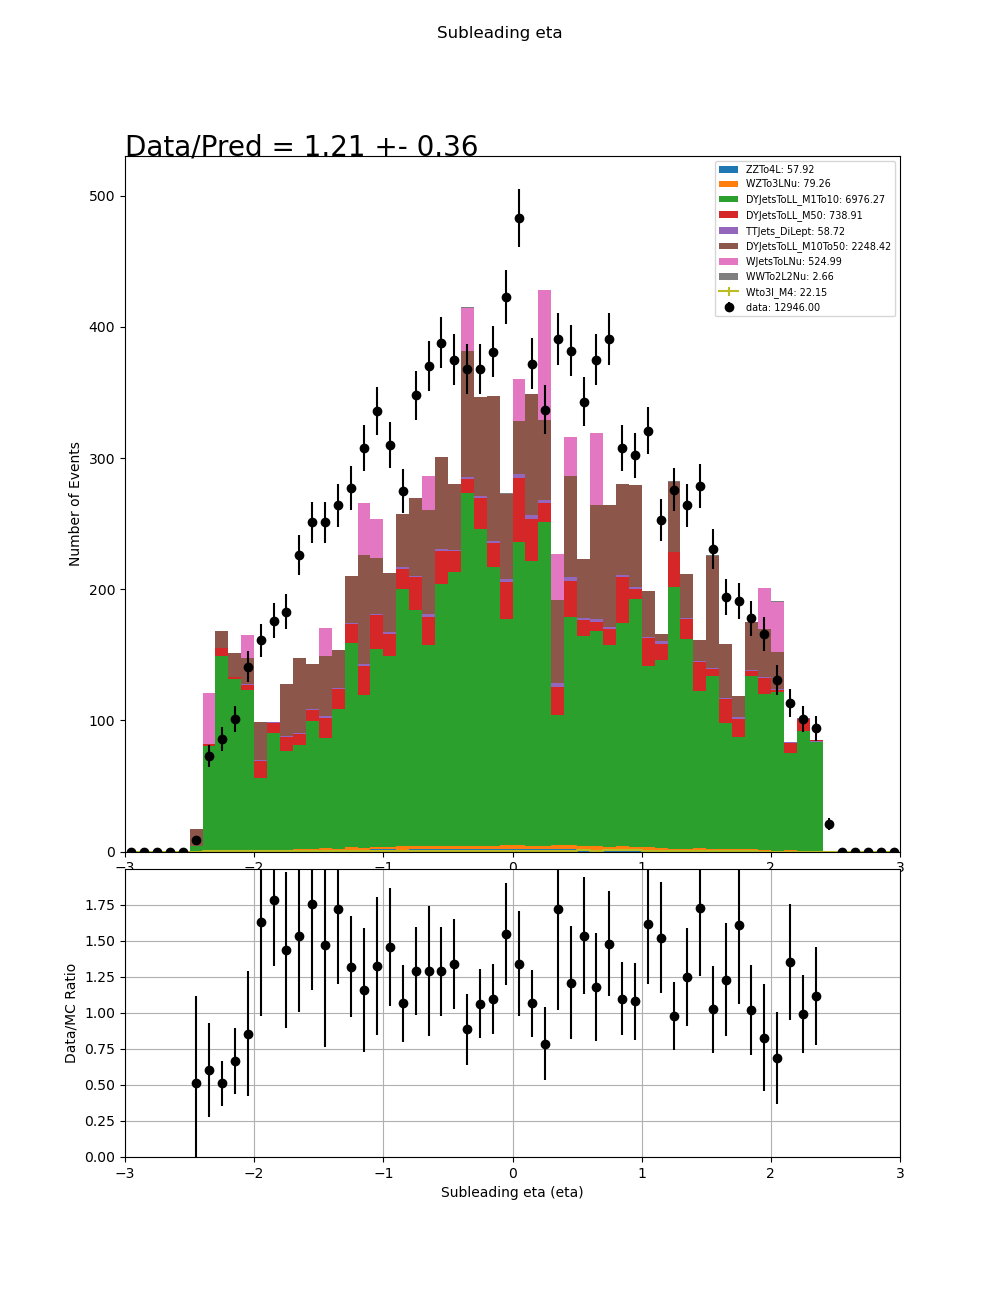 Subleading eta
Data/Pred = 1.21 +- 0.36
ZZTo4L: 57.92
WZTo3LNu: 79.26
DYJetsToLL_M1To10: 6976.27
DYJetsToLL_M50: 738.91
TTJets_DiLept: 58.72
DYJetsToLL_M10To50: 2248.42
WJetsToLNu: 524.99
WWTo2L2Nu: 2.66
Wto3l_M4: 22.15
data: 12946.00
Number of Events
500
400
300
200
100
0
−3 −2 −1 0 1 2 3
Data/MC Ratio
1.75
1.50
1.25
1.00
0.75
0.50
0.25
0.00
−3 −2 −1 0 1 2 3
Subleading eta (eta)